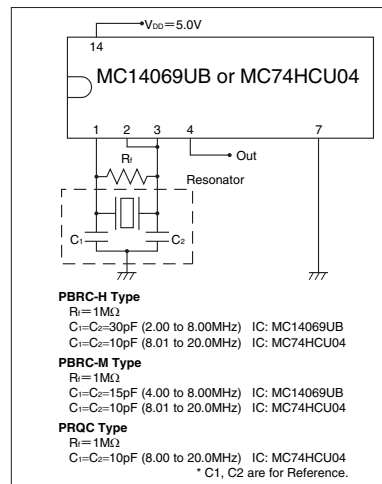 VDD=5.0V
14
MC14069UB or MC74HCU04
1 2 3 4 7
Rf
Out
Resonator
C1 C2
PBRC-H Type
Rf=1MΩ
C1=C2=30pF (2.00 to 8.00MHz) IC: MC14069UB
C1=C2=10pF (8.01 to 20.0MHz) IC: MC74HCU04
PBRC-M Type
Rf=1MΩ
C1=C2=15pF (4.00 to 8.00MHz) IC: MC14069UB
C1=C2=10pF (8.01 to 20.0MHz) IC: MC74HCU04
PRQC Type
Rf=1MΩ
C1=C2=10pF (8.00 to 20.0MHz) IC: MC74HCU04
* C1, C2 are for Reference.